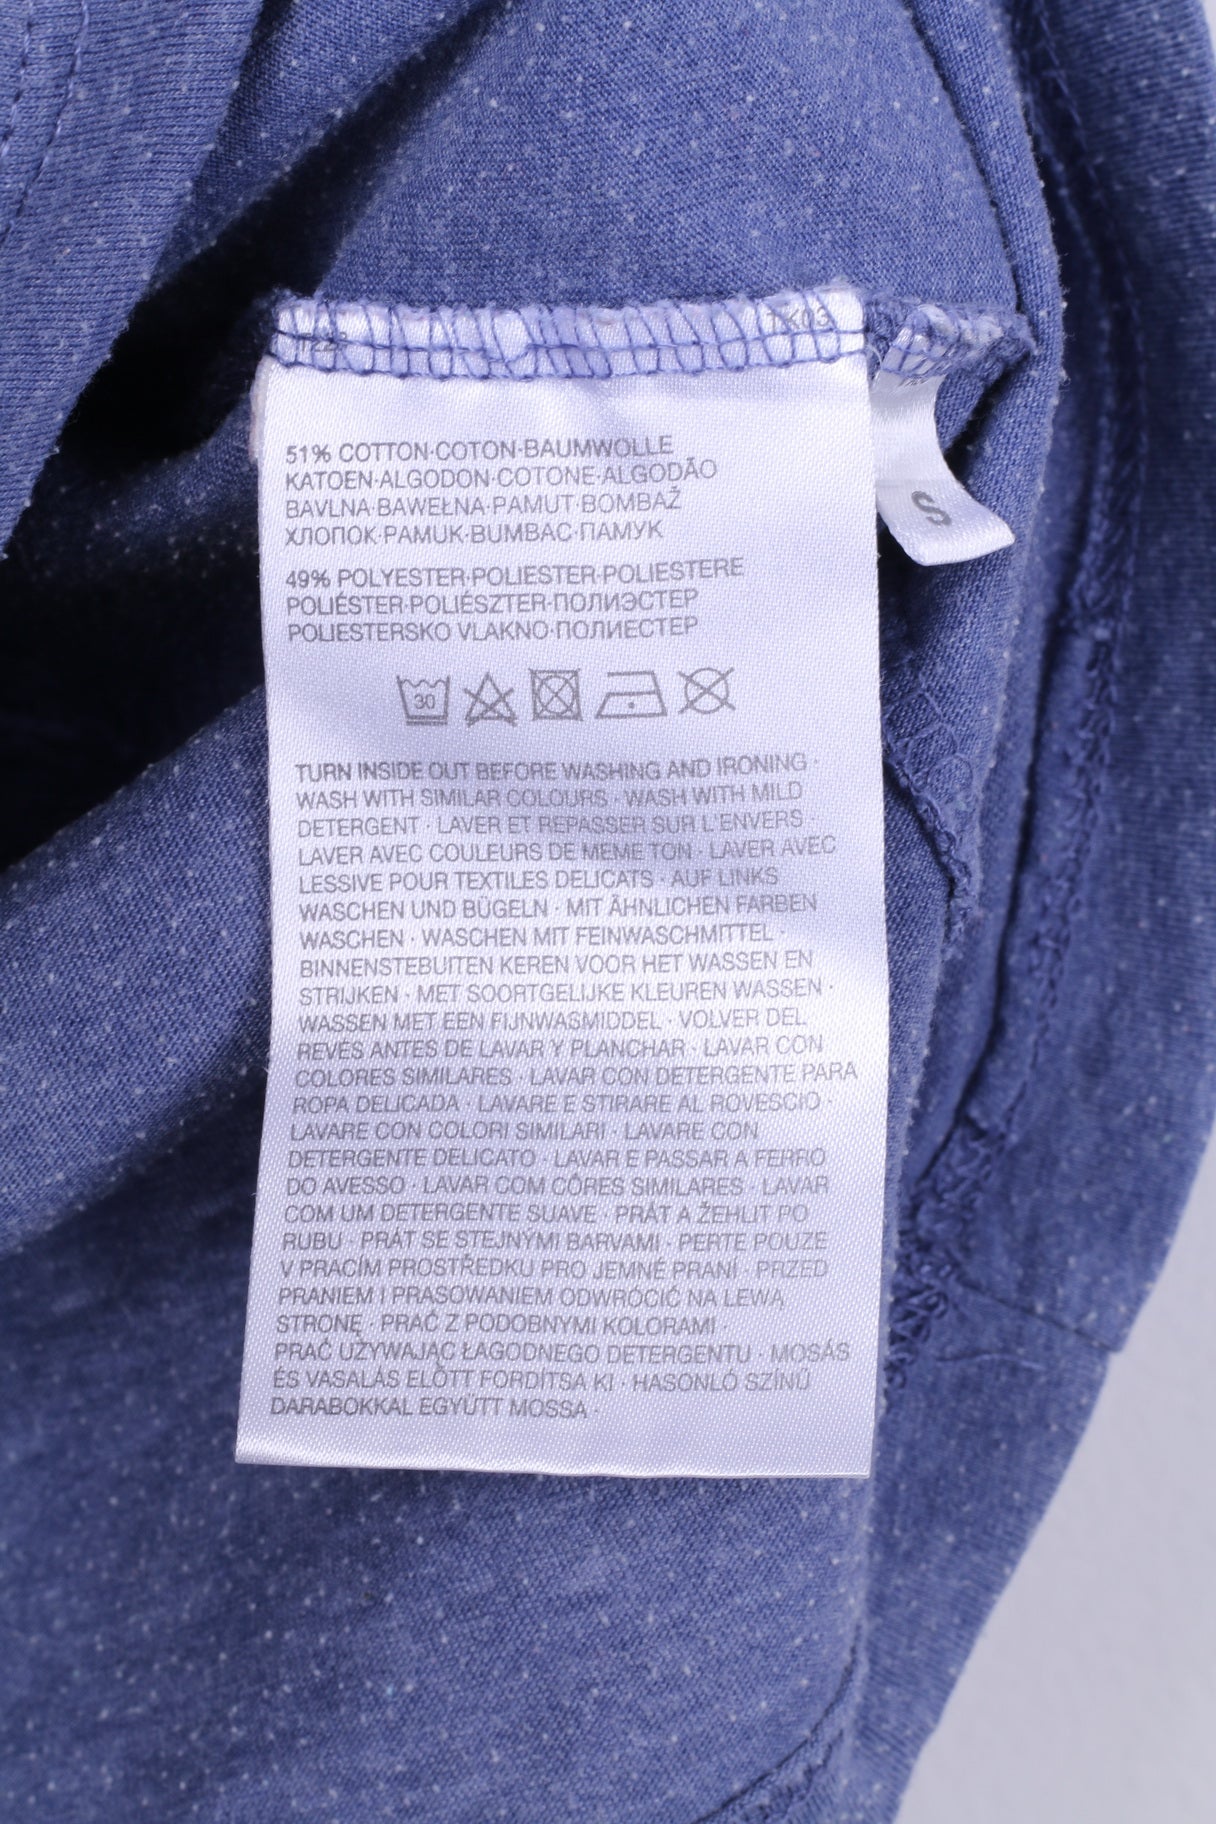 TK03
51% COTTON·COTON·BAUMWOLLE
KATOEN·ALGODON·COTONE·ALGODÃO
BAVLNA·BAWEŁNA·PAMUT·BOMBAŽ
ХЛОПОК·PAMUK·BUMBAC·ПАМУК
49% POLYESTER·POLIESTER·POLIESTERE
POLIÉSTER·POLIÉSZTER·ПОЛИЭСТЕР
POLIESTERSKO VLAKNO·ПОЛИЕСТЕР
30
TURN INSIDE OUT BEFORE WASHING AND IRONING ·
WASH WITH SIMILAR COLOURS · WASH WITH MILD
DETERGENT · LAVER ET REPASSER SUR L'ENVERS ·
LAVER AVEC COULEURS DE MEME TON · LAVER AVEC
LESSIVE POUR TEXTILES DELICATS · AUF LINKS
WASCHEN UND BÜGELN · MIT ÄHNLICHEN FARBEN
WASCHEN · WASCHEN MIT FEINWASCHMITTEL ·
BINNENSTEBUITEN KEREN VOOR HET WASSEN EN
STRIJKEN · MET SOORTGELIJKE KLEUREN WASSEN ·
WASSEN MET EEN FIJNWASMIDDEL · VOLVER DEL
REVÉS ANTES DE LAVAR Y PLANCHAR · LAVAR CON
COLORES SIMILARES · LAVAR CON DETERGENTE PARA
ROPA DELICADA · LAVARE E STIRARE AL ROVESCIO ·
LAVARE CON COLORI SIMILARI · LAVARE CON
DETERGENTE DELICATO · LAVAR E PASSAR A FERRO
DO AVESSO · LAVAR COM CÔRES SIMILARES · LAVAR
COM UM DETERGENTE SUAVE · PRÁT A ŽEHLIT PO
RUBU · PRÁT SE STEJNÝMI BARVAMI · PERTE POUZE
V PRACÍM PROSTŘEDKU PRO JEMNÉ PRANÍ · PRZED
PRANIEM I PRASOWANIEM ODWRÓCIĆ NA LEWĄ
STRONĘ · PRAĆ Z PODOBNYMI KOLORAMI ·
PRAĆ UŻYWAJĄC ŁAGODNEGO DETERGENTU · MOSÁS
ÉS VASALÁS ELŐTT FORDÍTSA KI · HASONLÓ SZÍNŰ
DARABOKKAL EGYÜTT MOSSA ·
S